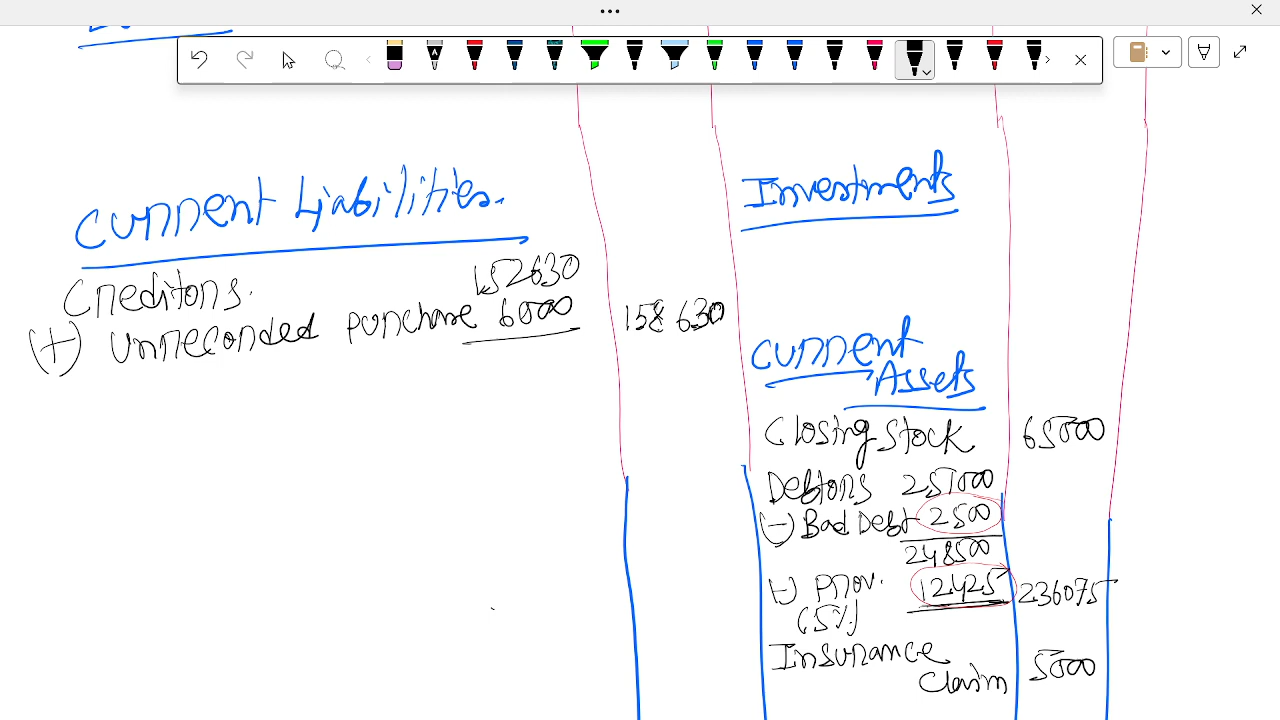 Current Liabilities.
Creditors. 152630
(+) Unrecorded purchase 6000 158630
Investments
Current
Assets
Closing stock 65000
Debtors 251000
(-) Bad Debt 2500
248500
(-) Prov. 12425 236075
(5%)
Insurance
Claim 5000